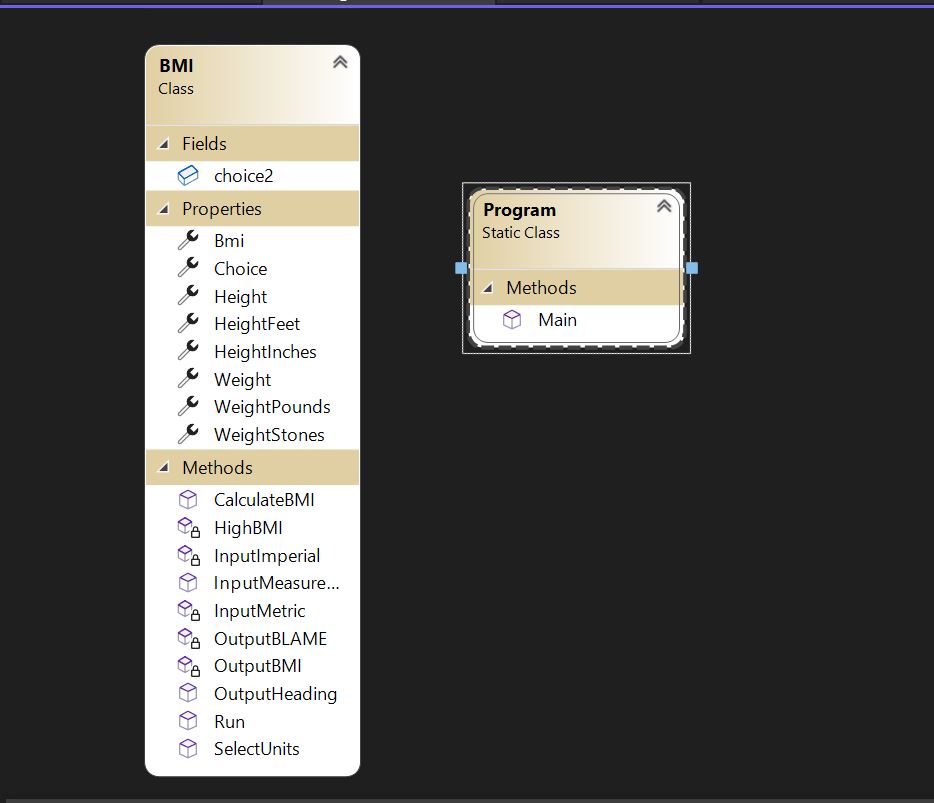 BMI
Class
Fields
choice2
Properties
Bmi
Choice
Height
HeightFeet
HeightInches
Weight
WeightPounds
WeightStones
Methods
CalculateBMI
HighBMI
InputImperial
InputMeasure...
InputMetric
OutputBLAME
OutputBMI
OutputHeading
Run
SelectUnits
Program
Static Class
Methods
Main